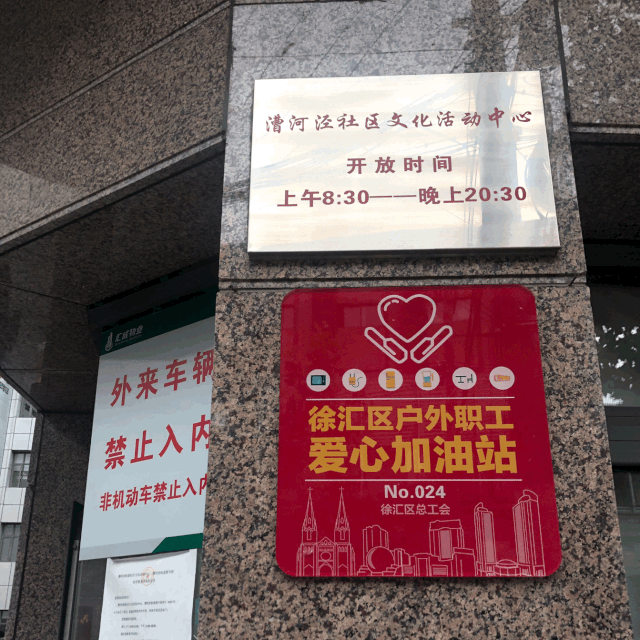 漕河泾社区文化活动中心
开放时间
上午8:30——晚上20:30
徐汇区户外职工
爱心加油站
No.024
徐汇区总工会
外来车辆
禁止入内
非机动车禁止入内